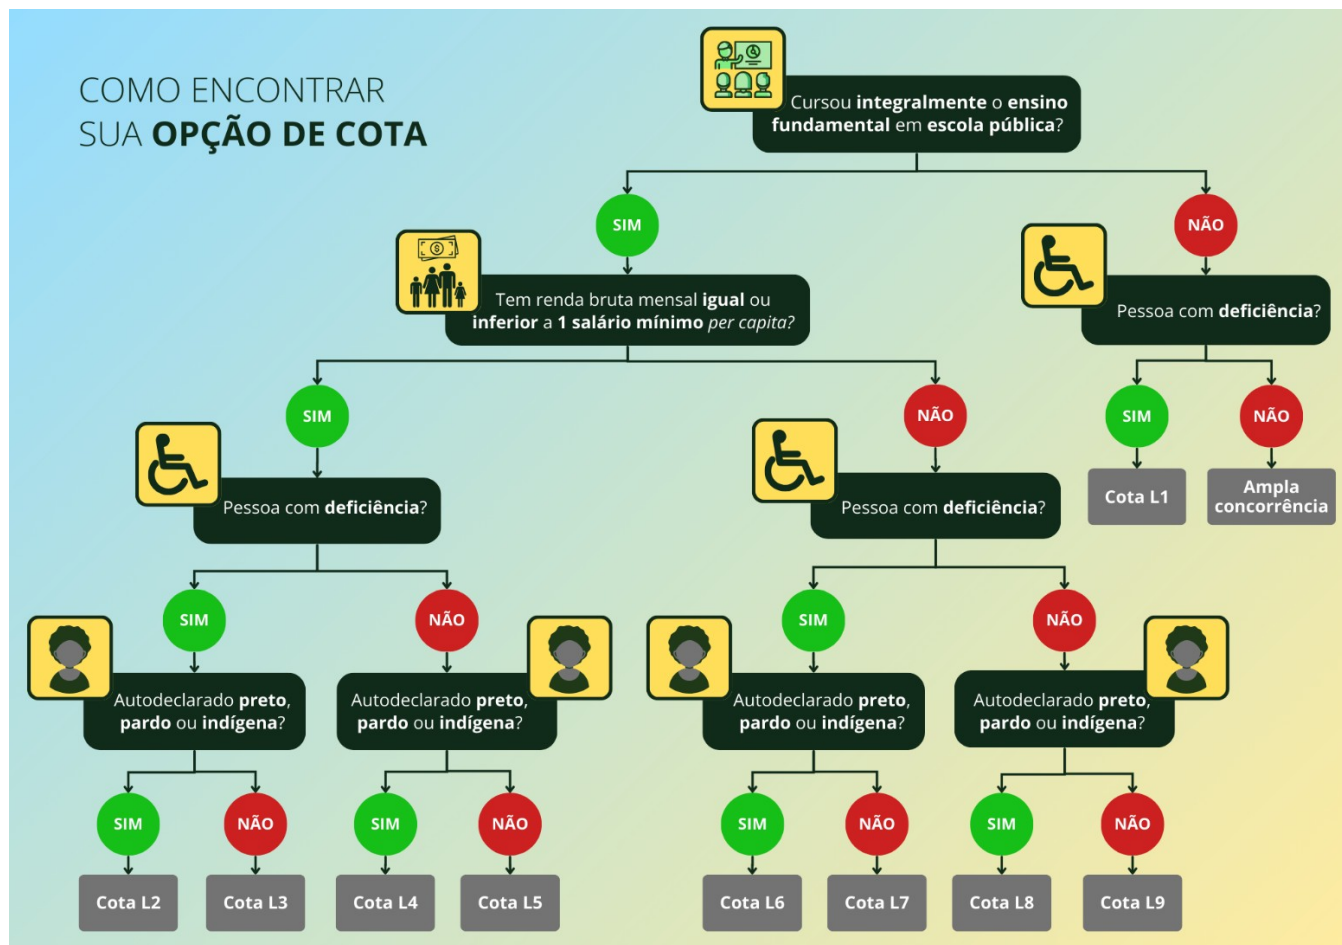 COMO ENCONTRAR
SUA OPÇÃO DE COTA
Cursou integralmente o ensino
fundamental em escola pública?
SIM
NÃO
Tem renda bruta mensal igual ou
inferior a 1 salário mínimo per capita?
Pessoa com deficiência?
SIM
NÃO
SIM
NÃO
Cota L1
Ampla
concorrência
Pessoa com deficiência?
Pessoa com deficiência?
SIM
NÃO
SIM
NÃO
Autodeclarado preto,
pardo ou indígena?
Autodeclarado preto,
pardo ou indígena?
Autodeclarado preto,
pardo ou indígena?
Autodeclarado preto,
pardo ou indígena?
SIM
NÃO
SIM
NÃO
SIM
NÃO
SIM
NÃO
Cota L2
Cota L3
Cota L4
Cota L5
Cota L6
Cota L7
Cota L8
Cota L9